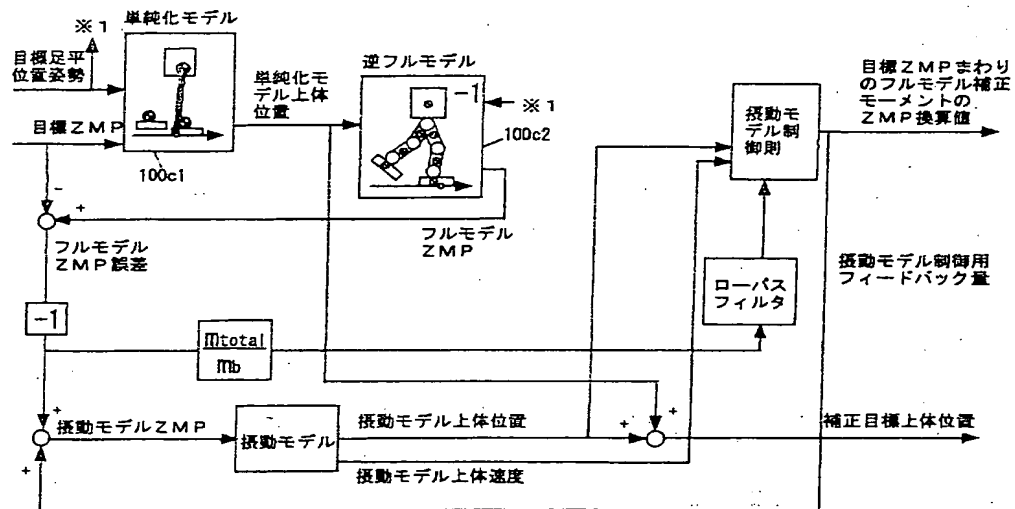 ※1
単純化モデル
目標足平
位置姿勢
目標ZMP
100c1
単純化モ
デル上体
位置
逆フルモデル
-1
※1
100c2
摂動モ
デル制
御則
目標ZMPまわり
のフルモデル補正
モーメントの
ZMP換算値
-
+
フルモデル
ZMP誤差
フルモデル
ZMP
摂動モデル制御用
フィードバック量
ローパス
フィルタ
-1
mtotal
mb
+
摂動モデルZMP
+
摂動モデル
摂動モデル上体位置
摂動モデル上体速度
+
+
補正目標上体位置